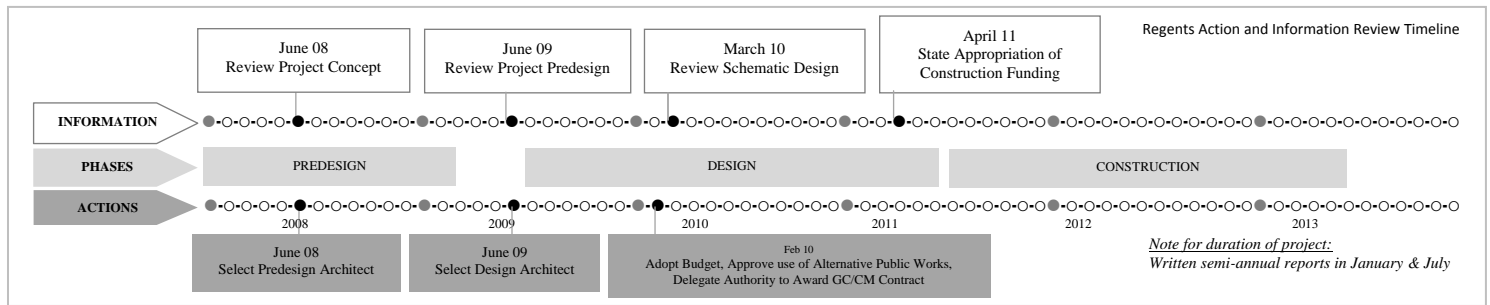 Regents Action and Information Review Timeline
June 08
Review Project Concept
June 09
Review Project Predesign
March 10
Review Schematic Design
April 11
State Appropriation of
Construction Funding
INFORMATION
PHASES
PREDESIGN
DESIGN
CONSTRUCTION
ACTIONS
2008
2009
2010
2011
2012
2013
June 08
Select Predesign Architect
June 09
Select Design Architect
Feb 10
Adopt Budget, Approve use of Alternative Public Works,
Delegate Authority to Award GC/CM Contract
Note for duration of project:
Written semi-annual reports in January & July